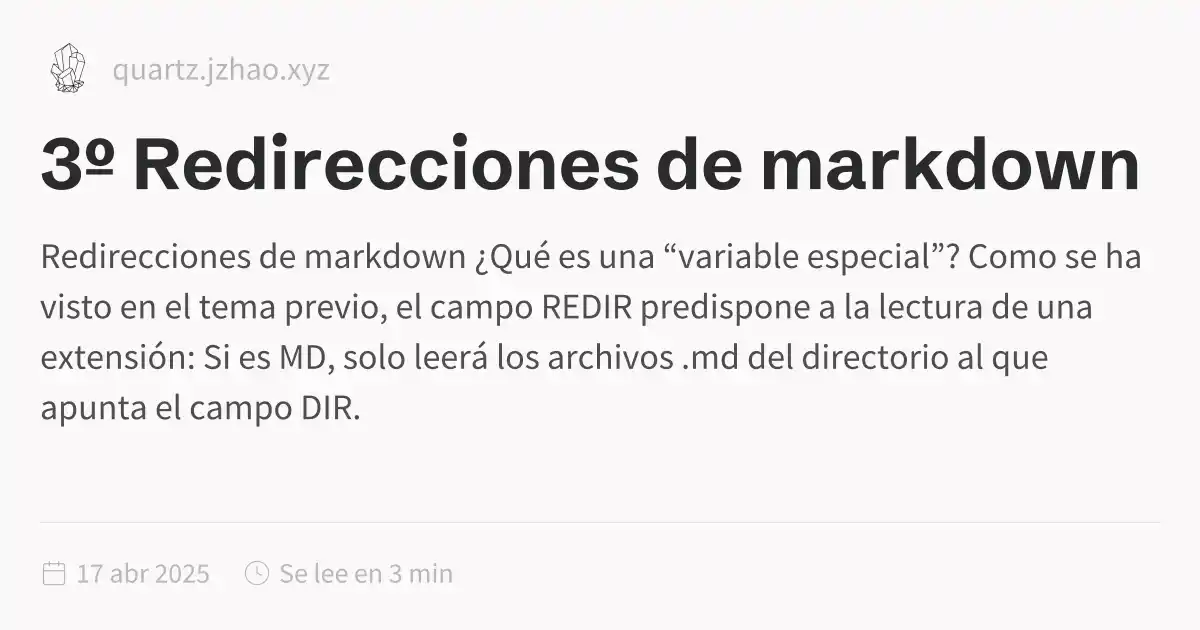 quartz.jzhao.xyz
3º Redirecciones de markdown
Redirecciones de markdown ¿Qué es una “variable especial”? Como se ha
visto en el tema previo, el campo REDIR predispone a la lectura de una
extensión: Si es MD, solo leerá los archivos .md del directorio al que
apunta el campo DIR.
17 abr 2025
Se lee en 3 min